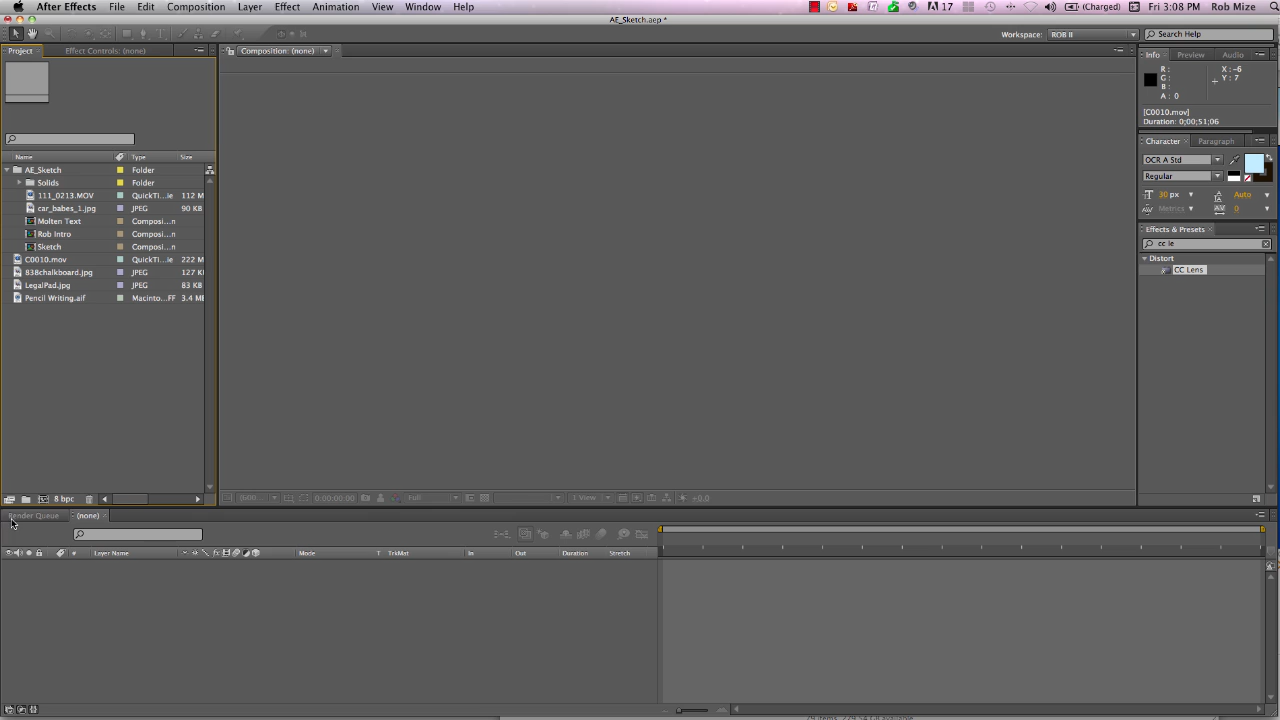 After Effects File Edit Composition Layer Effect Animation View Window Help 17 (Charged) Fri 3:08 PM Rob Mize
AE_Sketch.aep *
Workspace: ROB II Search Help
Project Effect Controls: (none) Composition: (none) Info Preview Audio
R : X : -6
G : Y : 7
B :
A : 0
[C0010.mov]
Duration: 0;00;51;06
Character Paragraph
Name Type Size
OCR A Std
AE_Sketch Folder
Regular
Solids Folder
111_0213.MOV QuickTi...ie 112 M
30 px Auto
car_babes_1.jpg JPEG 90 KB
Metrics 0
Molten Text Composi...n
Effects & Presets
Rob Intro Composi...n
cc le
Sketch Composi...n
Distort
C0010.mov QuickTi...ie 222 M
CC Lens
838chalkboard.jpg JPEG 127 K
LegalPad.jpg JPEG 83 KB
Pencil Writing.aif Macinto...FF 3.4 M
8 bpc 0:00:00:00 Full 1 View +0.0
Render Queue (none)
# Layer Name Mode T TrkMat In Out Duration Stretch